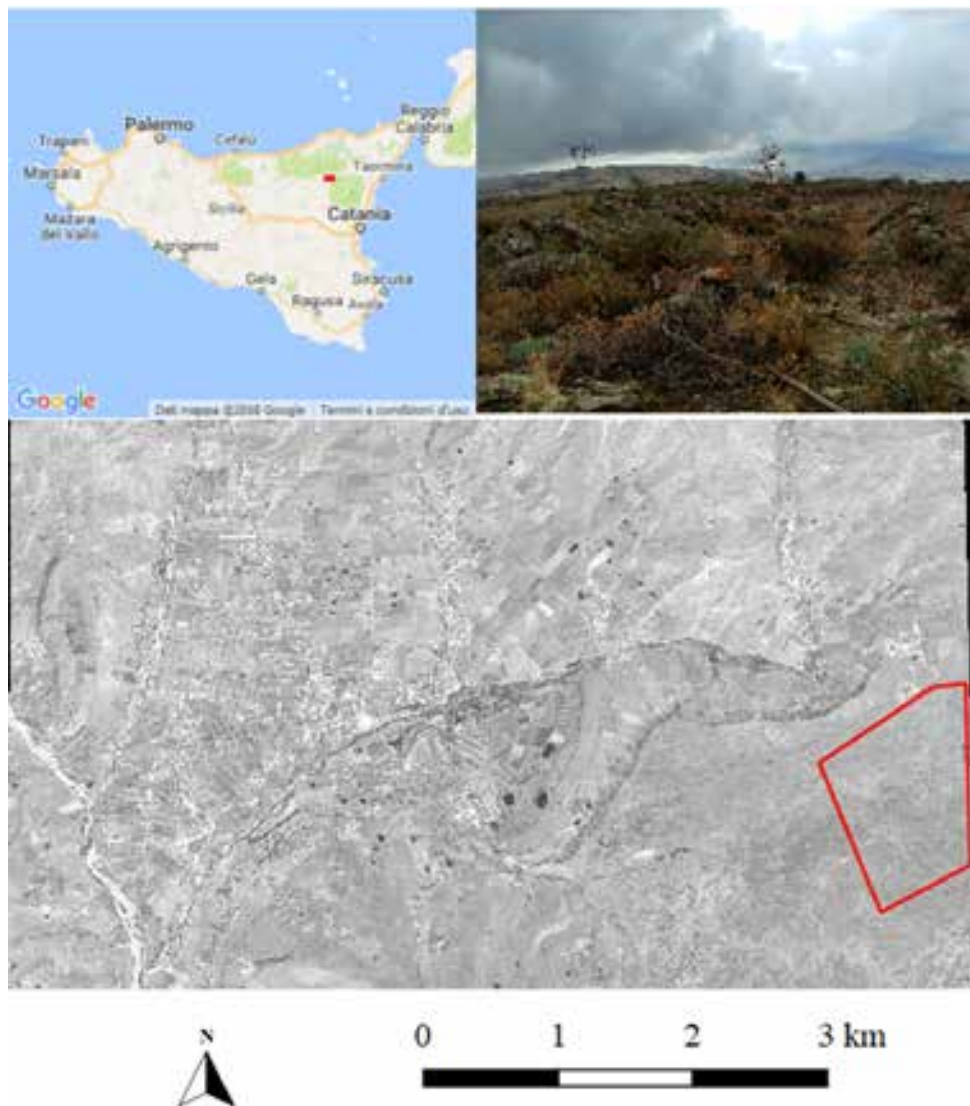 Palermo
Reggio
Calabria
Trapani
Cefalù
Taormina
Marsala
Mazara
del Vallo
Sicilia
Catania
Agrigento
Gela
Siracusa
Ragusa
Avola
Google
Dati mappa ©2016 Google
Termini e condizioni d'uso
N
0 1 2 3 km